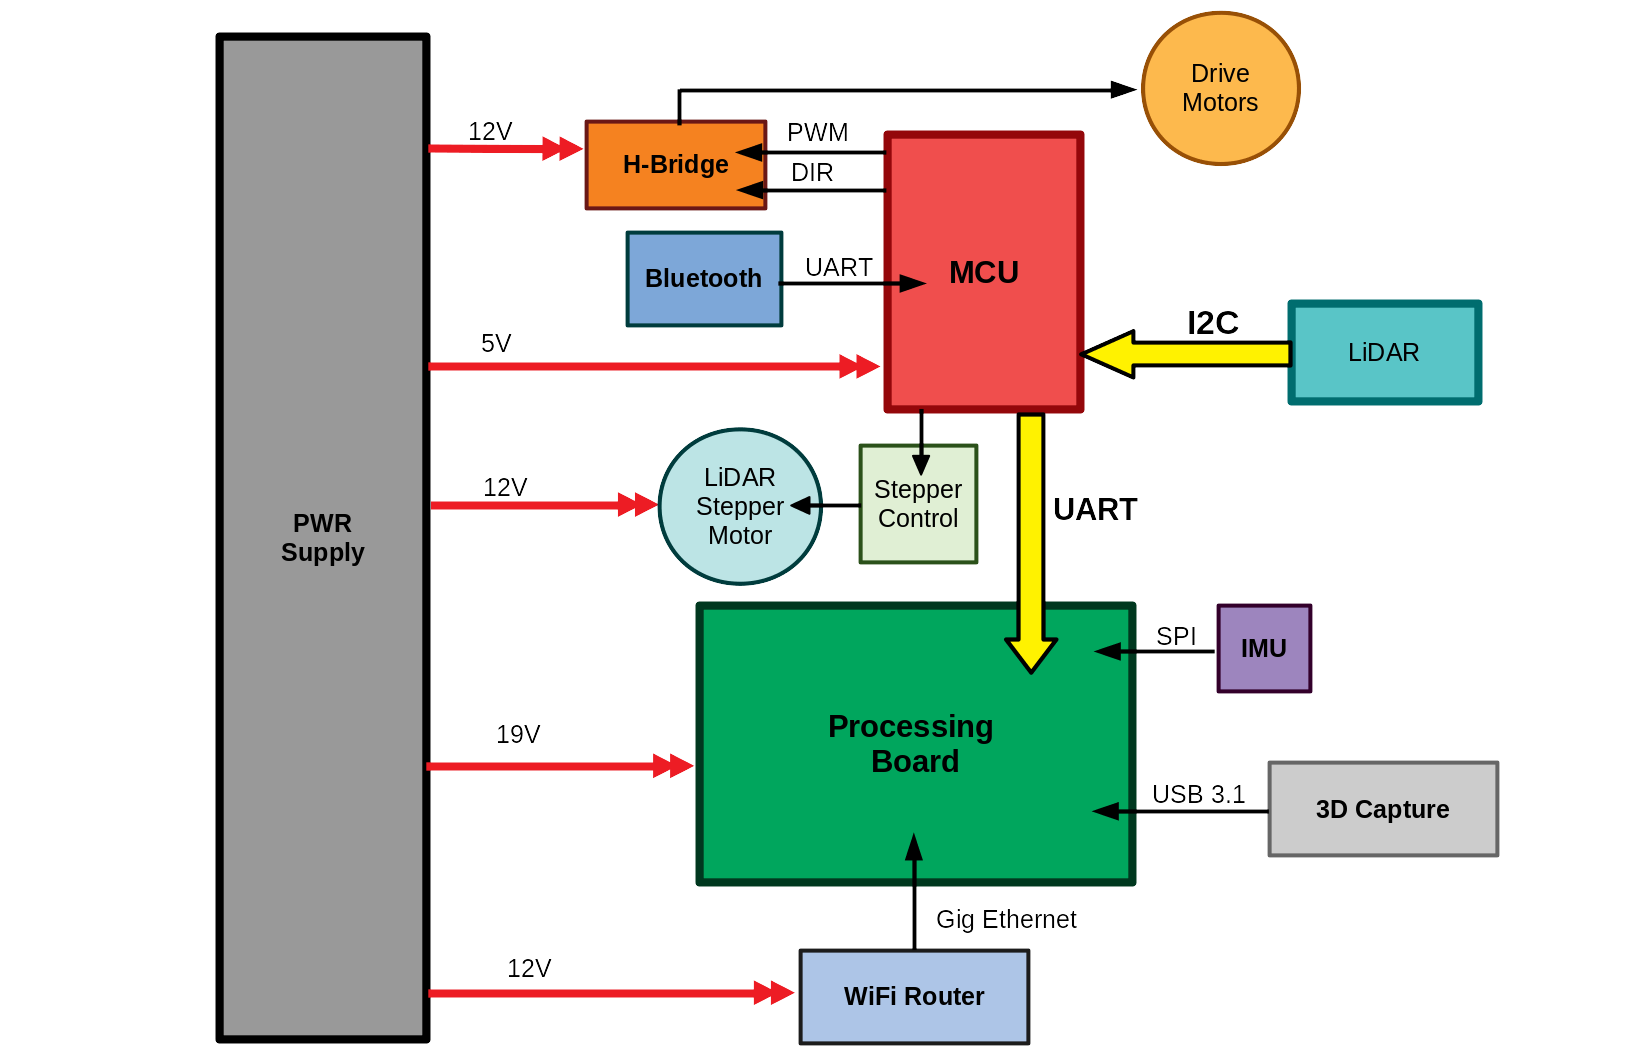 Drive
Motors
12V
PWM
H-Bridge
DIR
Bluetooth
UART
MCU
I2C
5V
LiDAR
12V
LiDAR
Stepper
Motor
Stepper
Control
UART
PWR
Supply
SPI
IMU
19V
Processing
Board
USB 3.1
3D Capture
Gig Ethernet
12V
WiFi Router